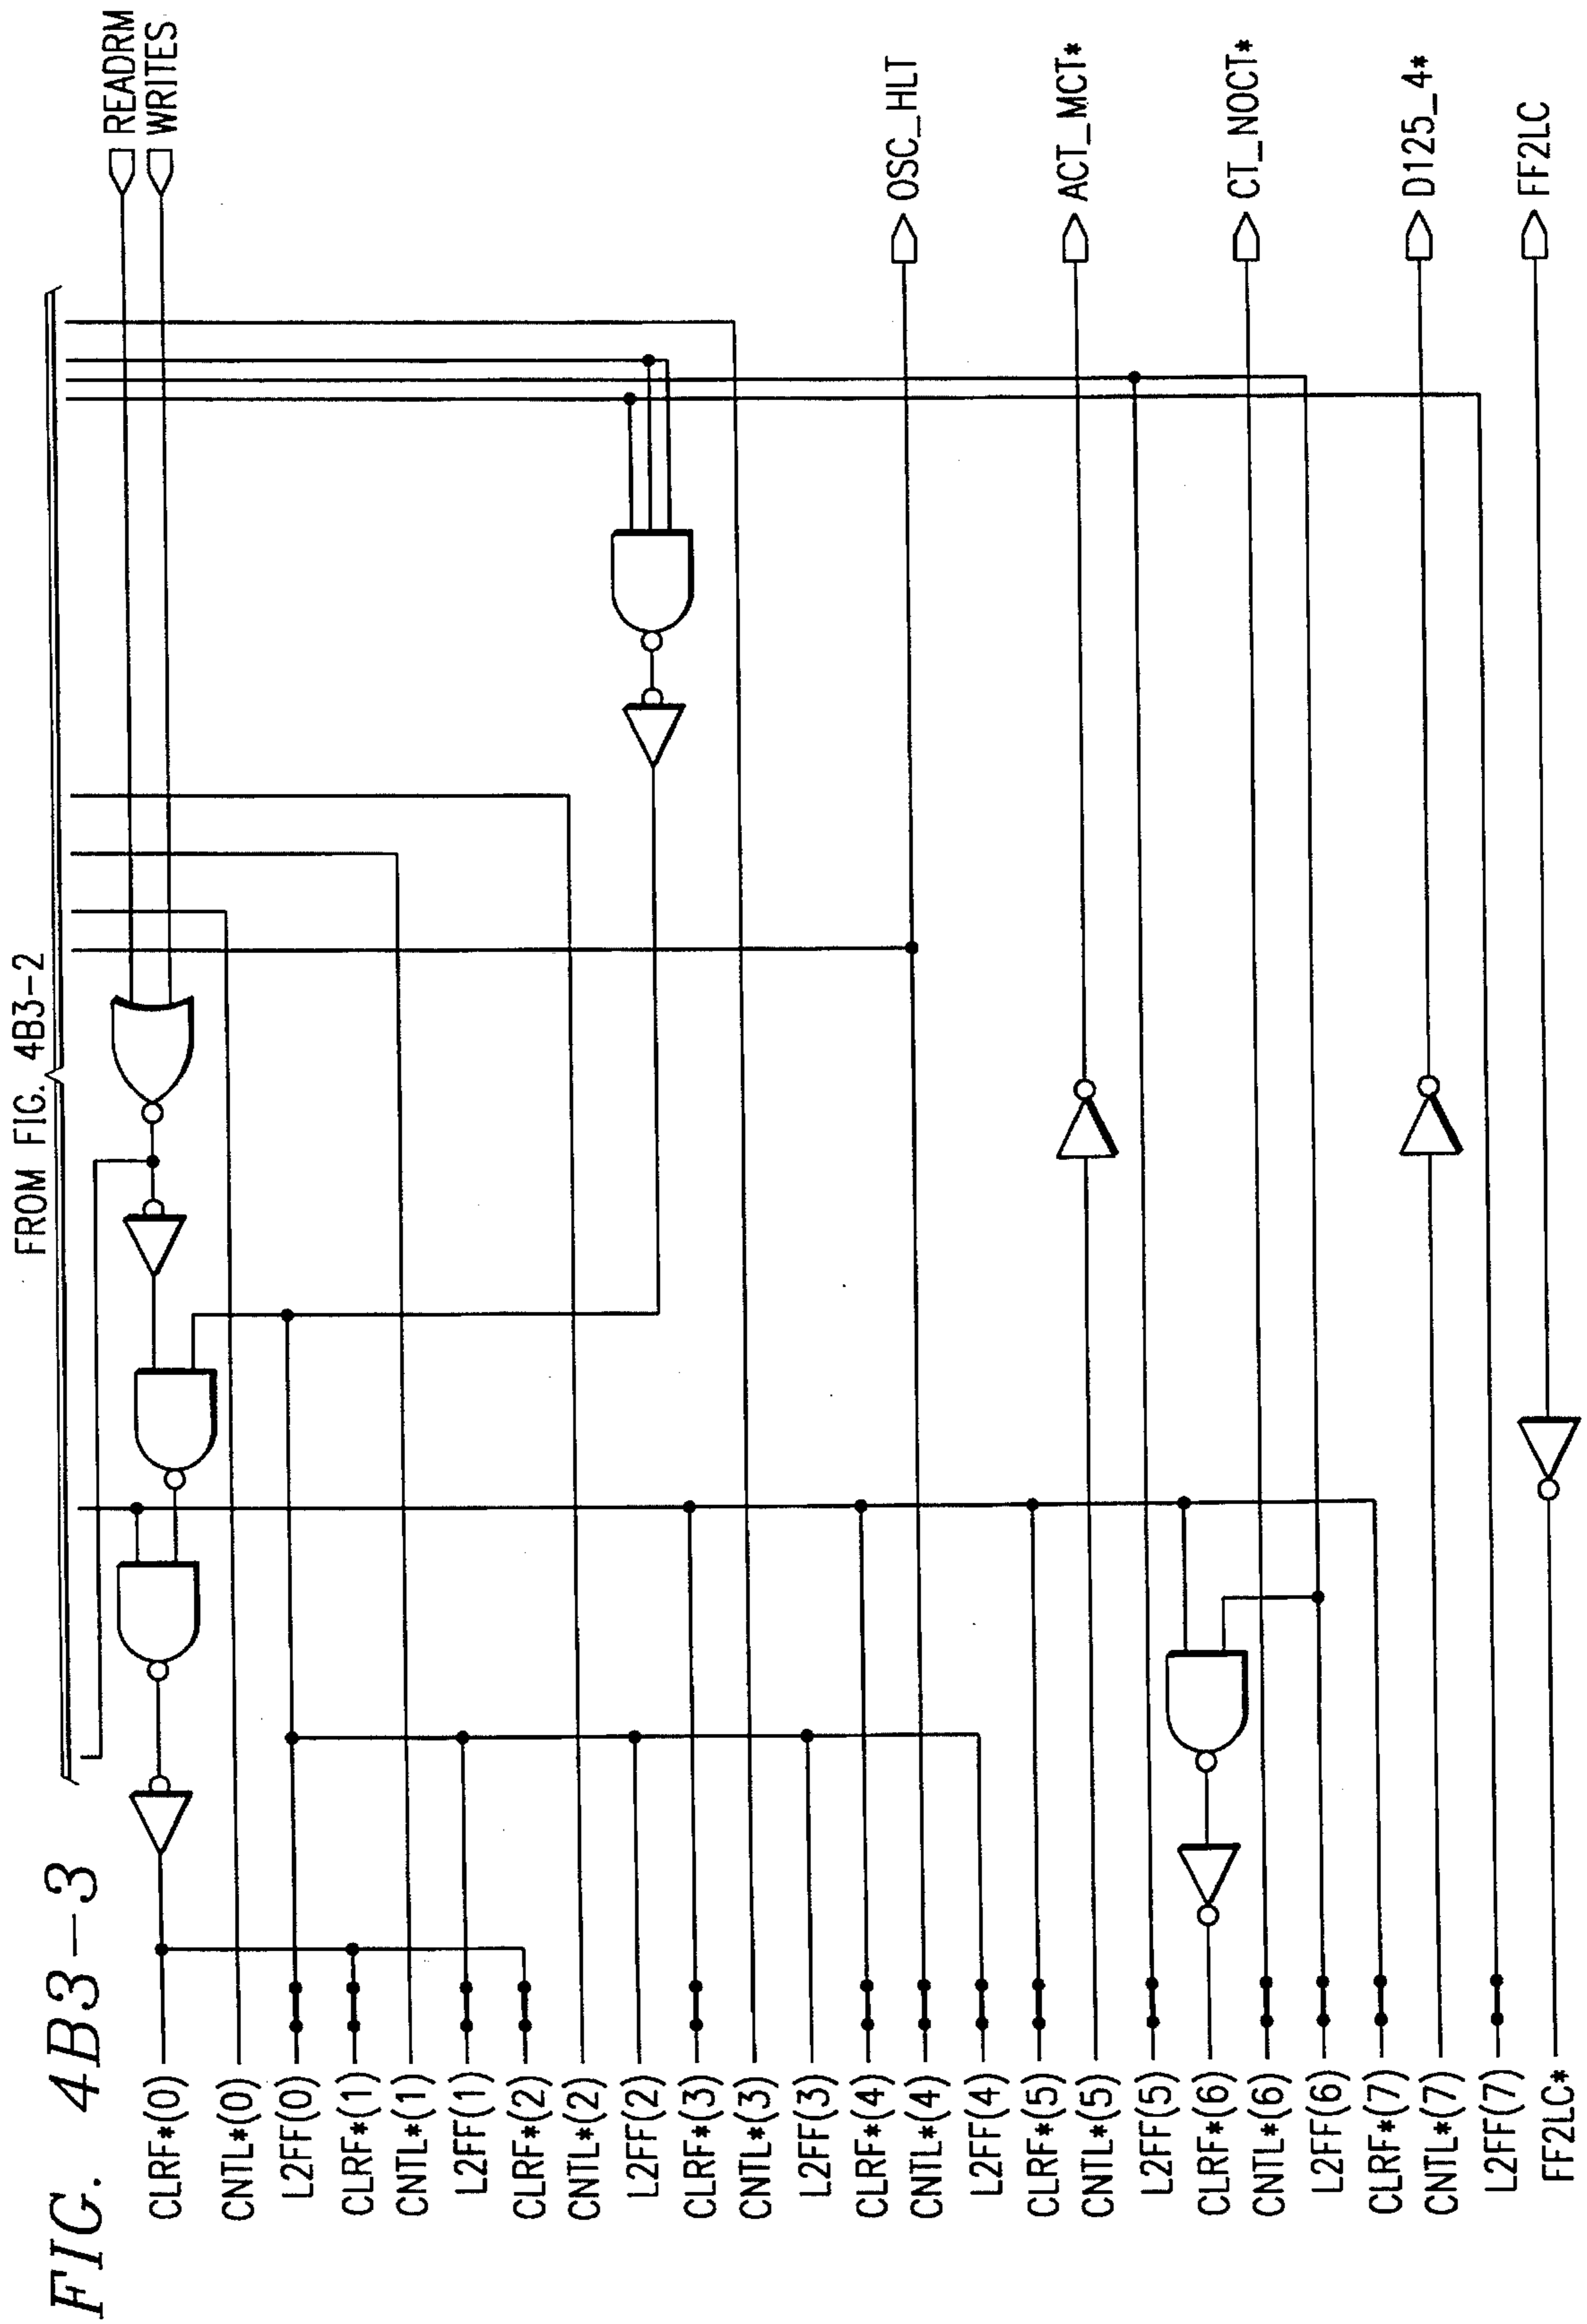 FIG. 4B3-3
FROM FIG. 4B3-2
READRM
WRITES
OSC_HLT
ACT_MCT*
CT_NOCT*
D125_4*
FF2LC
CLRF*(0)
CNTL*(0)
L2FF(0)
CLRF*(1)
CNTL*(1)
L2FF(1)
CLRF*(2)
CNTL*(2)
L2FF(2)
CLRF*(3)
CNTL*(3)
L2FF(3)
CLRF*(4)
CNTL*(4)
L2FF(4)
CLRF*(5)
CNTL*(5)
L2FF(5)
CLRF*(6)
CNTL*(6)
L2FF(6)
CLRF*(7)
CNTL*(7)
L2FF(7)
FF2LC*